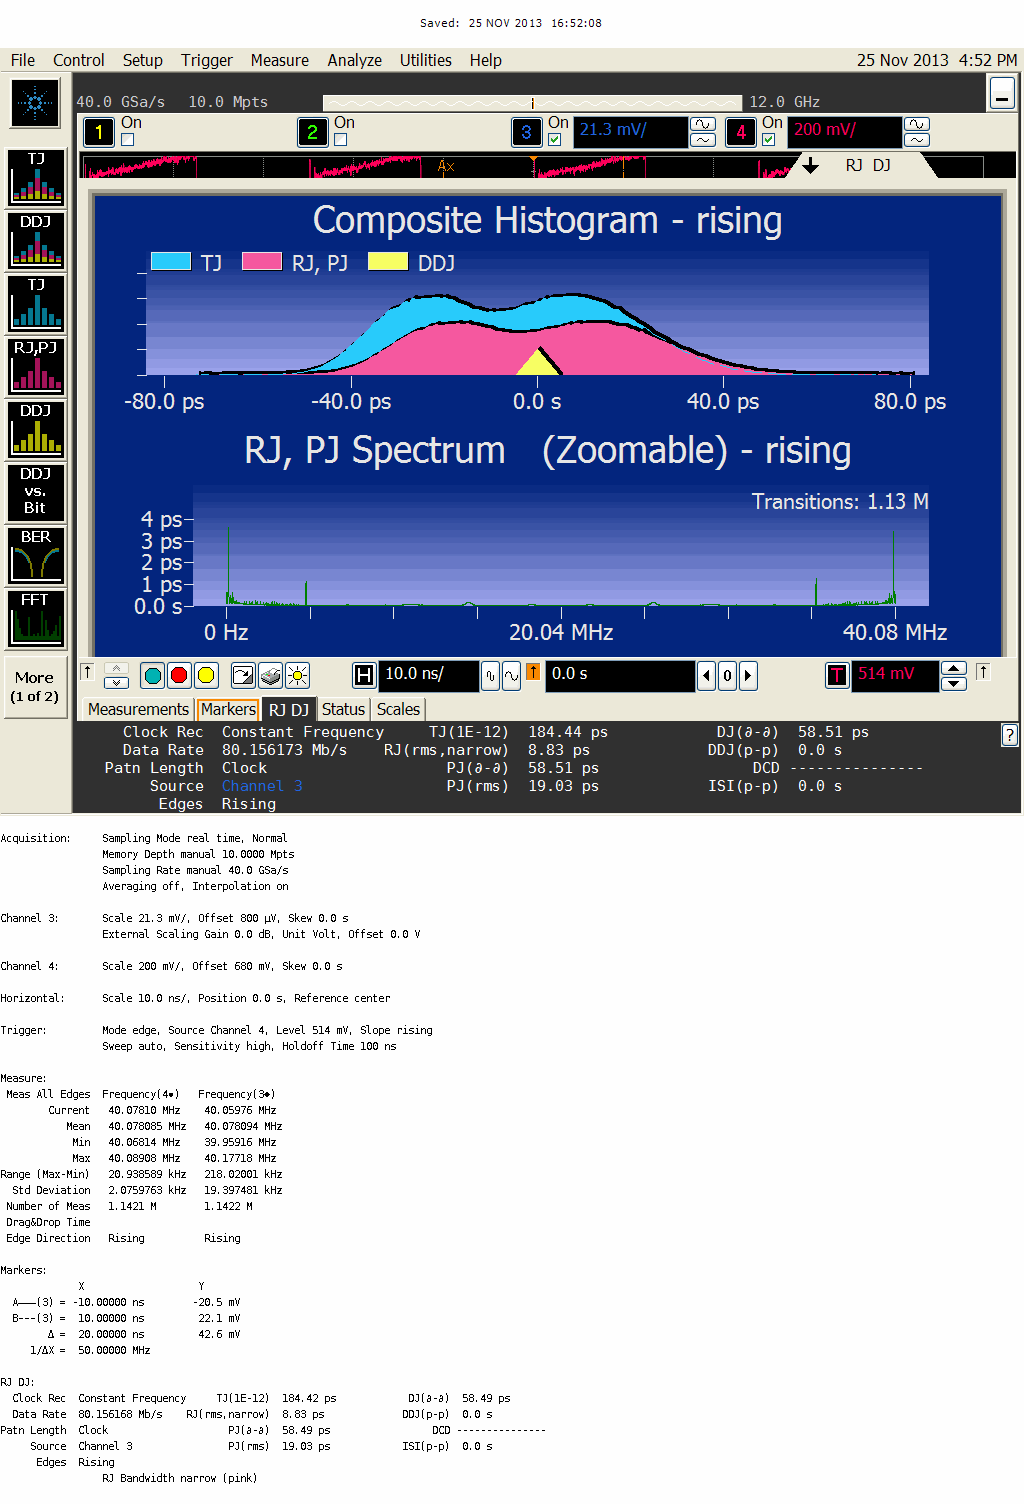 Saved:  25 NOV 2013  16:52:08
File Control Setup Trigger Measure Analyze Utilities Help 25 Nov 2013 4:52 PM
40.0 GSa/s 10.0 Mpts 12.0 GHz
1 On 2 On 3 On 21.3 mV/ 4 On 200 mV/
Ax RJ DJ
TJ
DDJ
TJ
RJ,PJ
DDJ
DDJ
vs.
Bit
BER
FFT
More
(1 of 2)
Composite Histogram - rising
TJ RJ, PJ DDJ
-80.0 ps -40.0 ps 0.0 s 40.0 ps 80.0 ps
RJ, PJ Spectrum (Zoomable) - rising
Transitions: 1.13 M
4 ps
3 ps
2 ps
1 ps
0.0 s
0 Hz 20.04 MHz 40.08 MHz
H 10.0 ns/ 0.0 s 0 T 514 mV
Measurements Markers RJ DJ Status Scales
Clock Rec Constant Frequency TJ(1E-12) 184.44 ps DJ(∂-∂) 58.51 ps
Data Rate 80.156173 Mb/s RJ(rms,narrow) 8.83 ps DDJ(p-p) 0.0 s
Patn Length Clock PJ(∂-∂) 58.51 ps DCD ---------------
Source Channel 3 PJ(rms) 19.03 ps ISI(p-p) 0.0 s
Edges Rising
?
Acquisition: Sampling Mode real time, Normal
Memory Depth manual 10.0000 Mpts
Sampling Rate manual 40.0 GSa/s
Averaging off, Interpolation on
Channel 3: Scale 21.3 mV/, Offset 800 µV, Skew 0.0 s
External Scaling Gain 0.0 dB, Unit Volt, Offset 0.0 V
Channel 4: Scale 200 mV/, Offset 680 mV, Skew 0.0 s
Horizontal: Scale 10.0 ns/, Position 0.0 s, Reference center
Trigger: Mode edge, Source Channel 4, Level 514 mV, Slope rising
Sweep auto, Sensitivity high, Holdoff Time 100 ns
Measure:
Meas All Edges Frequency(4♦) Frequency(3♦)
Current 40.07810 MHz 40.05976 MHz
Mean 40.078085 MHz 40.078094 MHz
Min 40.06814 MHz 39.95916 MHz
Max 40.08908 MHz 40.17718 MHz
Range (Max-Min) 20.938589 kHz 218.02001 kHz
Std Deviation 2.0759763 kHz 19.397481 kHz
Number of Meas 1.1421 M 1.1422 M
Drag&Drop Time
Edge Direction Rising Rising
Markers:
X Y
A——(3) = -10.00000 ns -20.5 mV
B---(3) = 10.00000 ns 22.1 mV
Δ = 20.00000 ns 42.6 mV
1/ΔX = 50.00000 MHz
RJ DJ:
Clock Rec Constant Frequency TJ(1E-12) 184.42 ps DJ(∂-∂) 58.49 ps
Data Rate 80.156168 Mb/s RJ(rms,narrow) 8.83 ps DDJ(p-p) 0.0 s
Patn Length Clock PJ(∂-∂) 58.49 ps DCD ---------------
Source Channel 3 PJ(rms) 19.03 ps ISI(p-p) 0.0 s
Edges Rising
RJ Bandwidth narrow (pink)